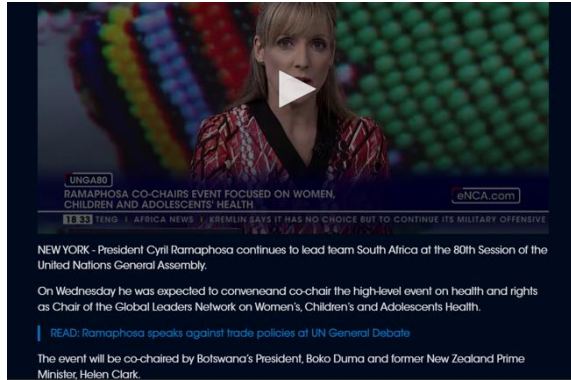 UNGA80
RAMAPHOSA CO-CHAIRS EVENT FOCUSED ON WOMEN,
CHILDREN AND ADOLESCENTS' HEALTH
eNCA.com
18:33 TENG | AFRICA NEWS KREMLIN SAYS IT HAS NO CHOICE BUT TO CONTINUE ITS MILITARY OFFENSIVE
NEW YORK - President Cyril Ramaphosa continues to lead team South Africa at the 80th Session of the
United Nations General Assembly.
On Wednesday he was expected to conveneand co-chair the high-level event on health and rights
as Chair of the Global Leaders Network on Women's, Children's and Adolescents Health.
READ: Ramaphosa speaks against trade policies at UN General Debate
The event will be co-chaired by Botswana's President, Boko Duma and former New Zealand Prime
Minister, Helen Clark.